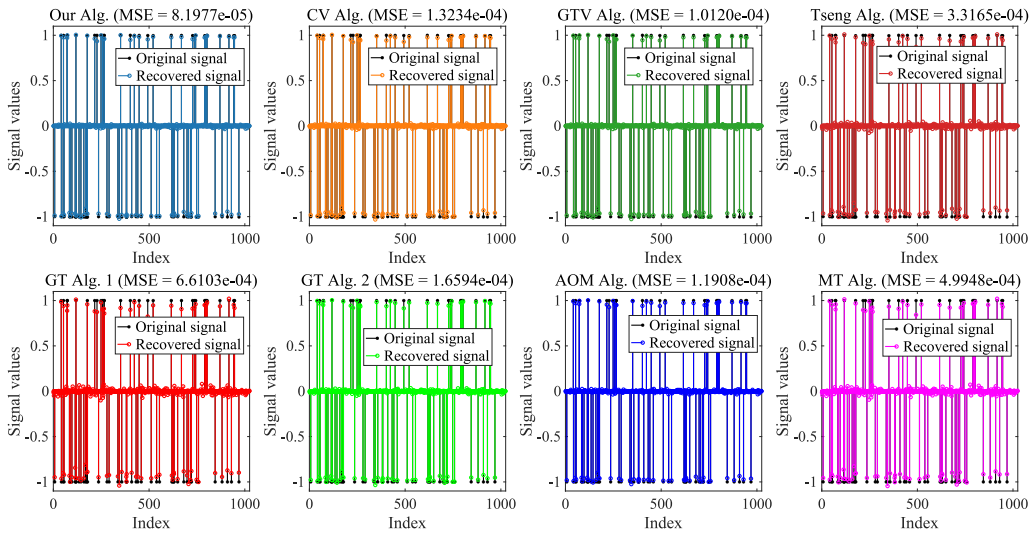 Our Alg. (MSE = 8.1977e-05)
1
0.5
0
-0.5
-1
Signal values
Original signal
Recovered signal
0
500
1000
Index
CV Alg. (MSE = 1.3234e-04)
1
0.5
0
-0.5
-1
Signal values
Original signal
Recovered signal
0
500
1000
Index
GTV Alg. (MSE = 1.0120e-04)
1
0.5
0
-0.5
-1
Signal values
Original signal
Recovered signal
0
500
1000
Index
Tseng Alg. (MSE = 3.3165e-04)
1
0.5
0
-0.5
-1
Signal values
Original signal
Recovered signal
0
500
1000
Index
GT Alg. 1 (MSE = 6.6103e-04)
1
0.5
0
-0.5
-1
Signal values
Original signal
Recovered signal
0
500
1000
Index
GT Alg. 2 (MSE = 1.6594e-04)
1
0.5
0
-0.5
-1
Signal values
Original signal
Recovered signal
0
500
1000
Index
AOM Alg. (MSE = 1.1908e-04)
1
0.5
0
-0.5
-1
Signal values
Original signal
Recovered signal
0
500
1000
Index
MT Alg. (MSE = 4.9948e-04)
1
0.5
0
-0.5
-1
Signal values
Original signal
Recovered signal
0
500
1000
Index